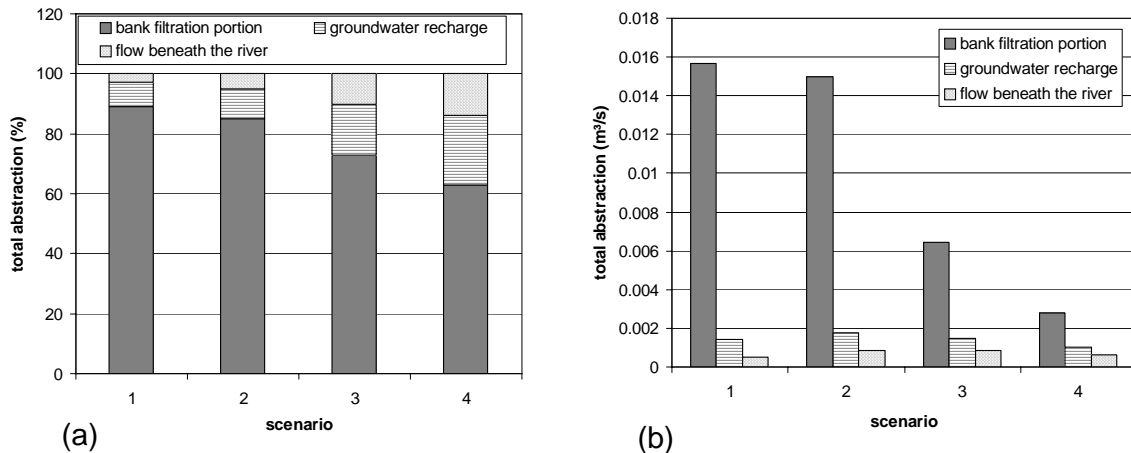 bank filtration portion
groundwater recharge
flow beneath the river
total abstraction (%)
120
100
80
60
40
20
0
1 2 3 4
scenario
(a)
bank filtration portion
groundwater recharge
flow beneath the river
total abstraction (m³/s)
0.018
0.016
0.014
0.012
0.01
0.008
0.006
0.004
0.002
0
1 2 3 4
scenario
(b)